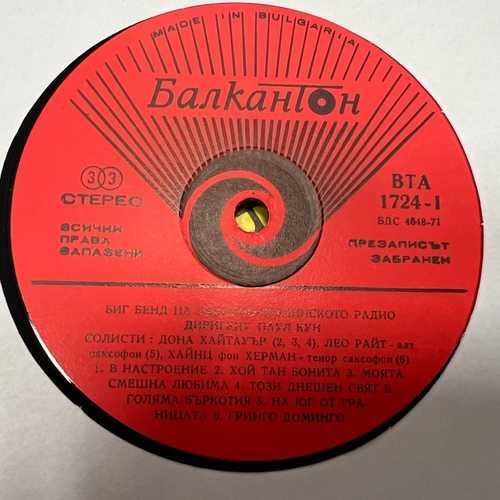 MADE IN BULGARIA
Балкантон
33
СТЕРЕО
ВТА
1724-1
БДС 4648-71
ВСИЧКИ
ПРАВА
ЗАПАЗЕНИ
ПРЕЗАПИСЪТ
ЗАБРАНЕН
БИГ БЕНД НА РАДИО
ДИРИГЕНТ ПАУЛ КУН
СОЛИСТИ: ДОНА ХАЙТАУЪР (2, 3, 4), ЛЕО РАЙТ - алт
саксофон (5), ХАЙНЦ фон ХЕРМАН - тенор саксофон (6)
1. В НАСТРОЕНИЕ 2. ХОЙ ТАН БОНИТА 3. МОЯТА
СМЕШНА ЛЮБИМА 4. ТОЗИ ДНЕШЕН СВЯТ Е
ГОЛЯМА БЪРКОТИЯ 5. НА ЮГ ОТ ГРА-
НИЦАТА 6. ГРИНГО ДОМИНГО